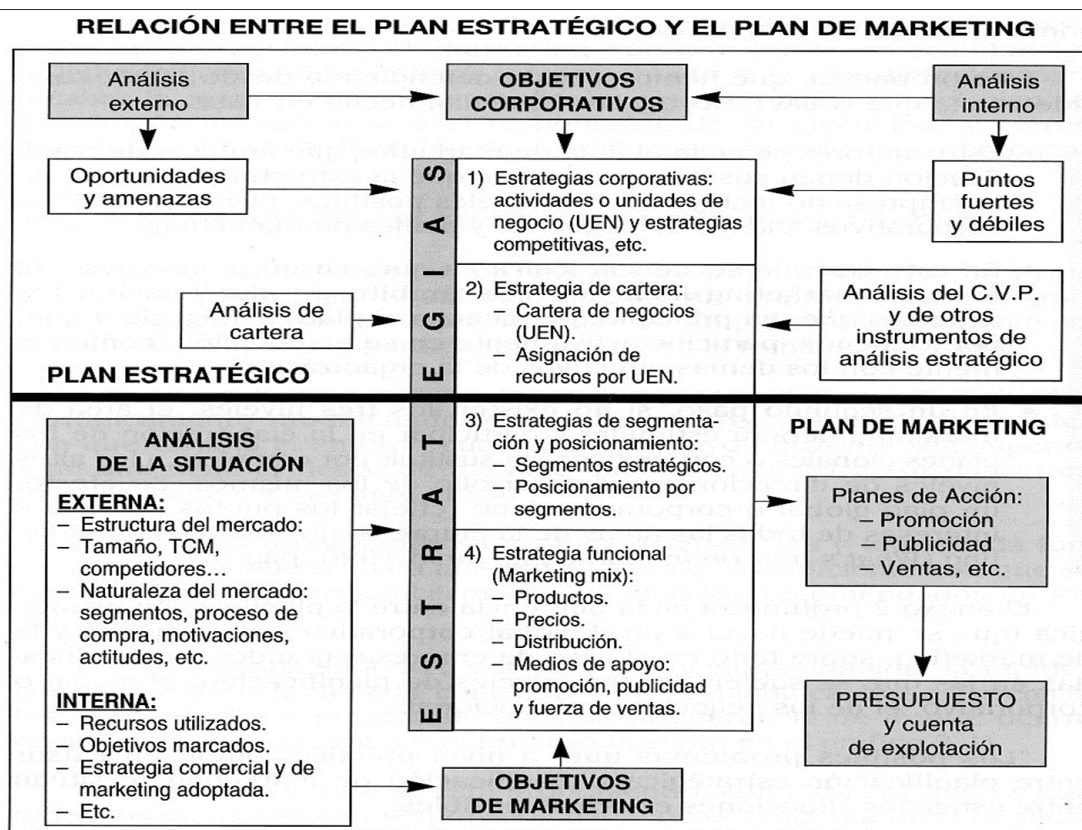 RELACIÓN ENTRE EL PLAN ESTRATÉGICO Y EL PLAN DE MARKETING
Análisis
externo
OBJETIVOS
CORPORATIVOS
Análisis
interno
Oportunidades
y amenazas
Puntos
fuertes
y débiles
ESTRATEGIAS
1) Estrategias corporativas:
actividades o unidades de
negocio (UEN) y estrategias
competitivas, etc.
Análisis de
cartera
2) Estrategia de cartera:
– Cartera de negocios
(UEN).
– Asignación de
recursos por UEN.
Análisis del C.V.P.
y de otros
instrumentos de
análisis estratégico
PLAN ESTRATÉGICO
ANÁLISIS
DE LA SITUACIÓN
EXTERNA:
– Estructura del mercado:
– Tamaño, TCM,
competidores…
– Naturaleza del mercado:
segmentos, proceso de
compra, motivaciones,
actitudes, etc.
INTERNA:
– Recursos utilizados.
– Objetivos marcados.
– Estrategia comercial y de
marketing adoptada.
– Etc.
3) Estrategias de segmenta-
ción y posicionamiento:
– Segmentos estratégicos.
– Posicionamiento por
segmentos.
4) Estrategia funcional
(Marketing mix):
– Productos.
– Precios.
– Distribución.
– Medios de apoyo:
promoción, publicidad
y fuerza de ventas.
OBJETIVOS
DE MARKETING
PLAN DE MARKETING
Planes de Acción:
– Promoción
– Publicidad
– Ventas, etc.
PRESUPUESTO
y cuenta
de explotación